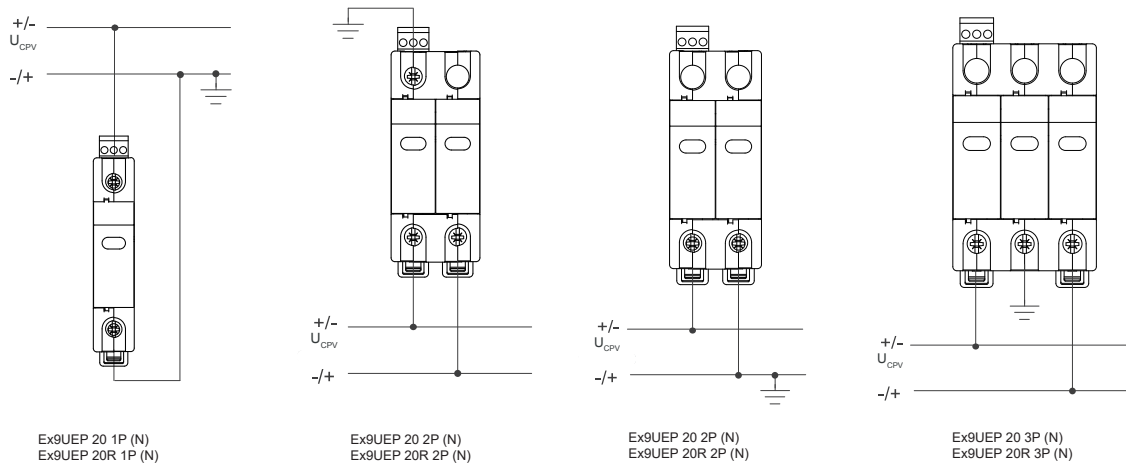 +/-
U_CPV
-/+
Ex9UEP 20 1P (N)
Ex9UEP 20R 1P (N)
+/-
U_CPV
-/+
Ex9UEP 20 2P (N)
Ex9UEP 20R 2P (N)
+/-
U_CPV
-/+
Ex9UEP 20 2P (N)
Ex9UEP 20R 2P (N)
+/-
U_CPV
-/+
Ex9UEP 20 3P (N)
Ex9UEP 20R 3P (N)